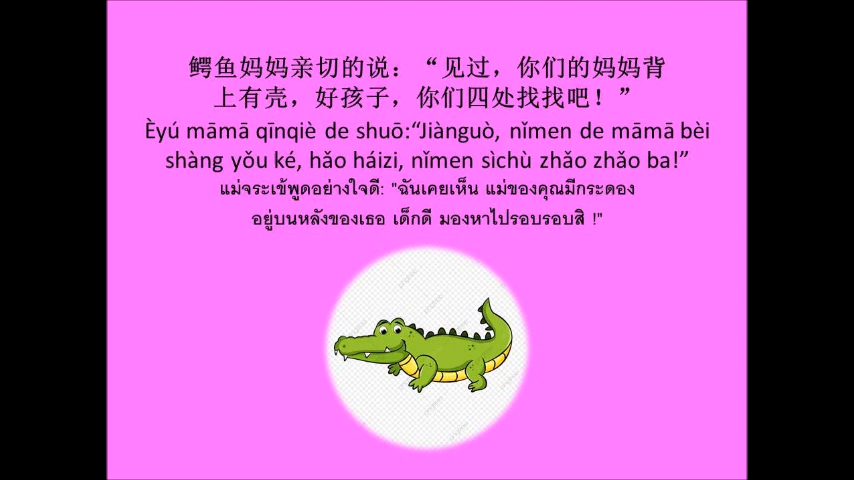 鳄鱼妈妈亲切的说：“见过，你们的妈妈背
上有壳，好孩子，你们四处找找吧！”
Èyú māmā qīnqiè de shuō:“Jiànguò, nǐmen de māmā bèi
shàng yǒu ké, hǎo háizi, nǐmen sìchù zhǎo zhǎo ba!”
แม่จระเข้พูดอย่างใจดี: "ฉันเคยเห็น แม่ของคุณมีกระดอง
อยู่บนหลังของเธอ เด็กดี มองหาไปรอบรอบสิ !"